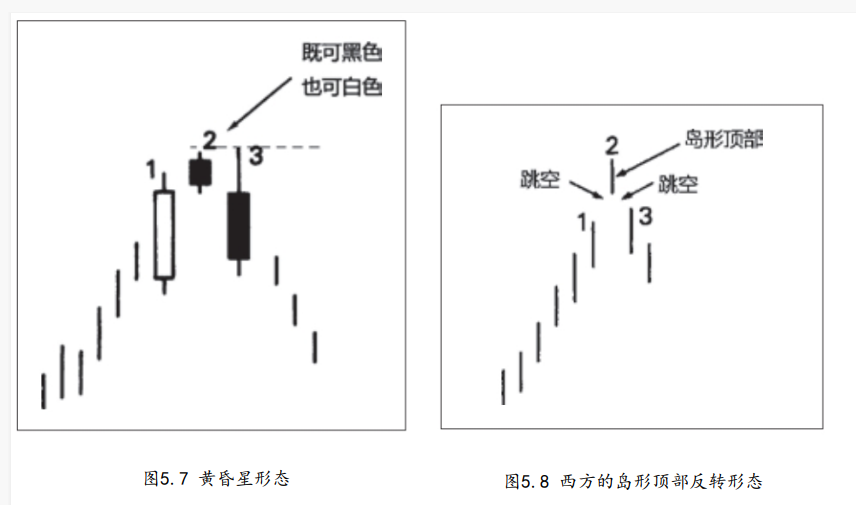 既可黑色
也可白色
1
2
3
图5.7 黄昏星形态
2
岛形顶部
跳空
跳空
1
3
图5.8 西方的岛形顶部反转形态